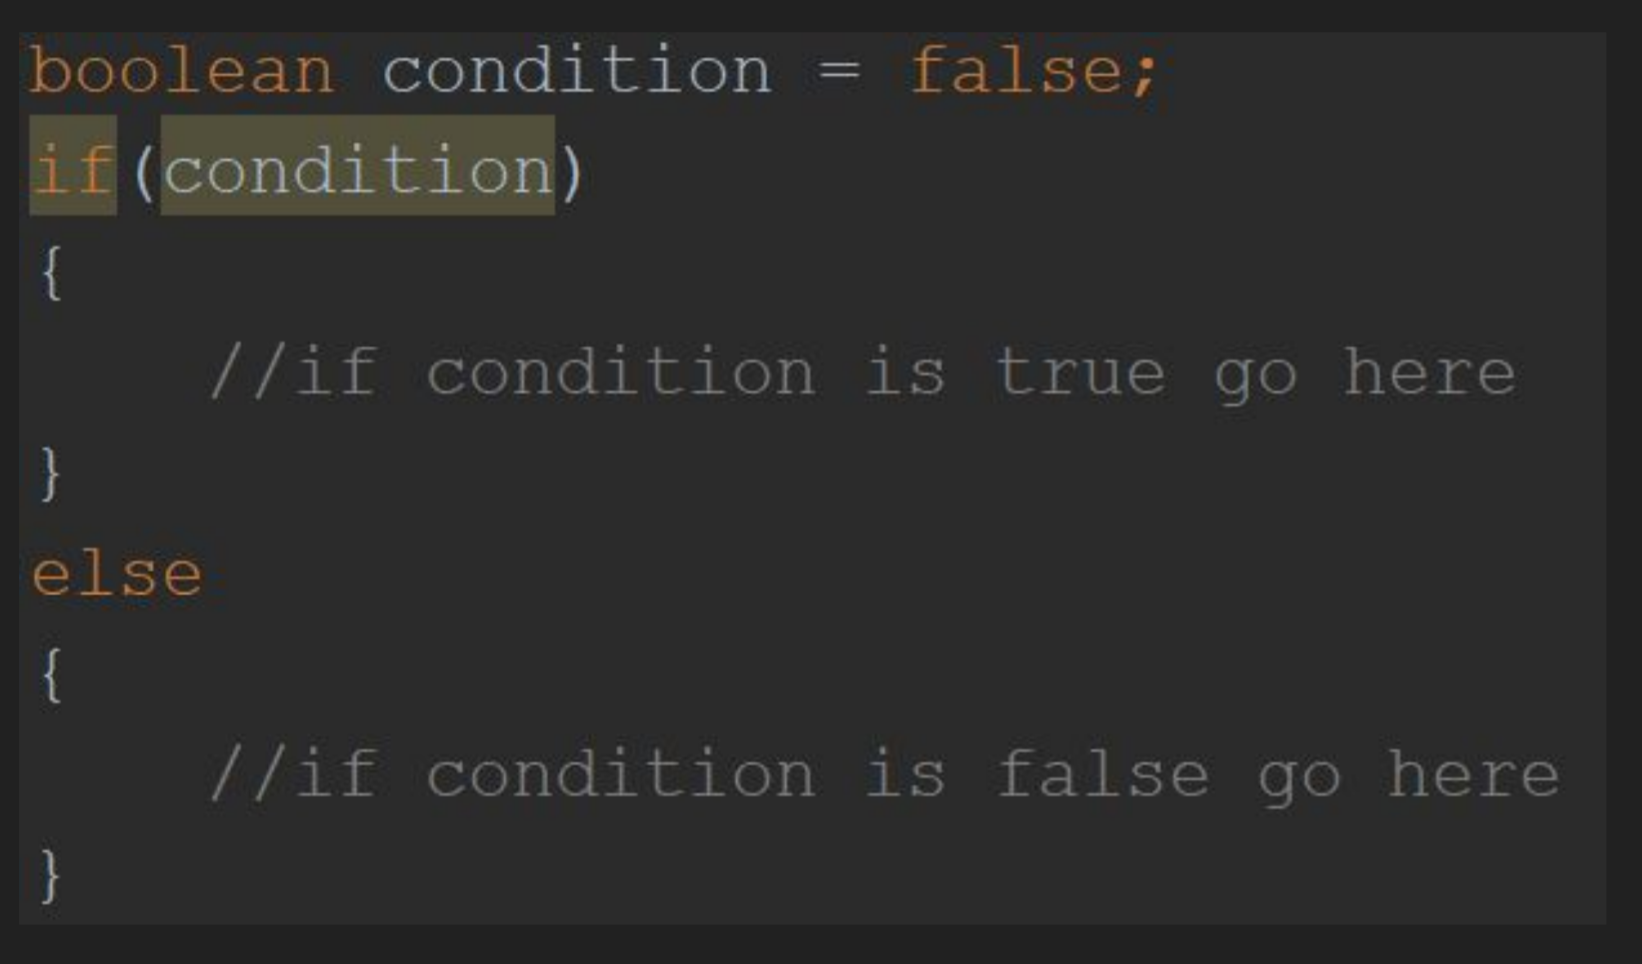 boolean condition = false;
if(condition)
{
    //if condition is true go here
}
else
{
    //if condition is false go here
}